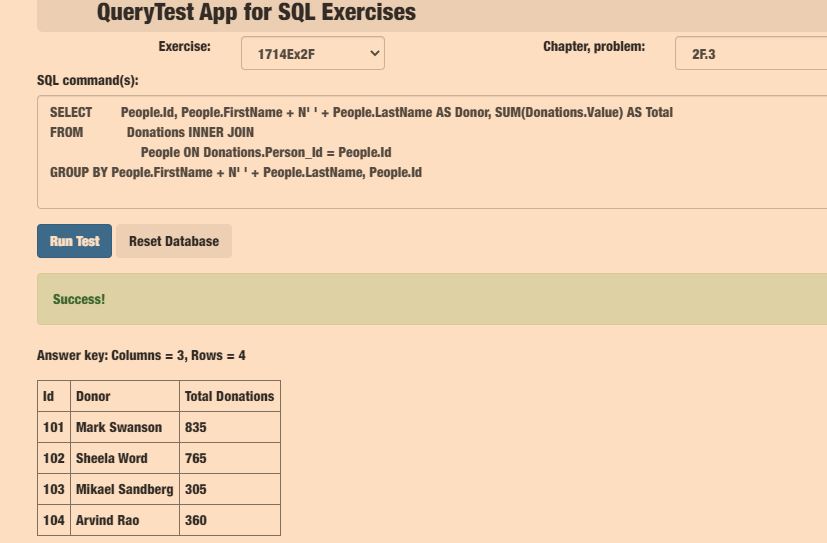 QueryTest App for SQL Exercises
Exercise: 1714Ex2F Chapter, problem: 2F.3
SQL command(s):
SELECT People.Id, People.FirstName + N' ' + People.LastName AS Donor, SUM(Donations.Value) AS Total
FROM Donations INNER JOIN
People ON Donations.Person_Id = People.Id
GROUP BY People.FirstName + N' ' + People.LastName, People.Id
Run Test Reset Database
Success!
Answer key: Columns = 3, Rows = 4
Id Donor Total Donations
101 Mark Swanson 835
102 Sheela Word 765
103 Mikael Sandberg 305
104 Arvind Rao 360